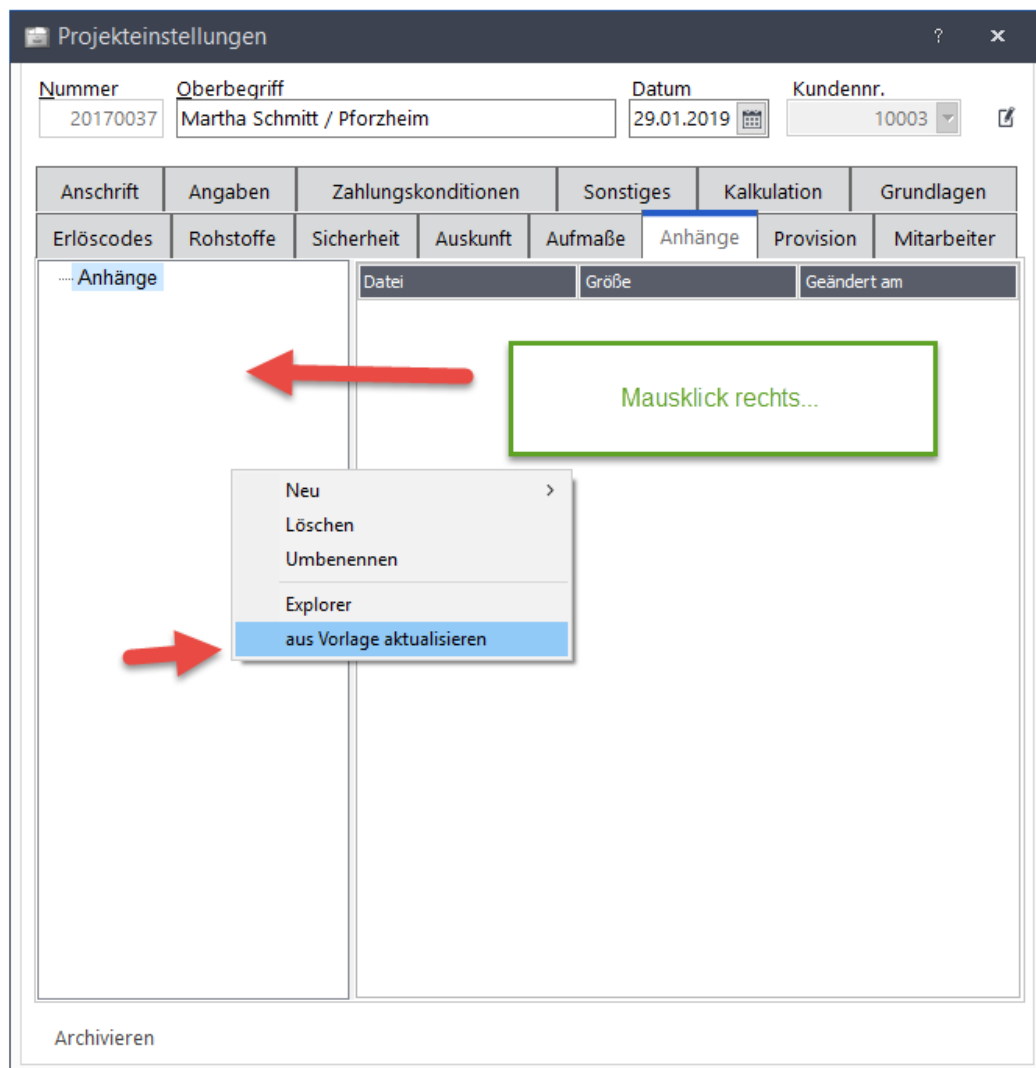 Projekteinstellungen
Nummer Oberbegriff Datum Kundennr.
20170037 Martha Schmitt / Pforzheim 29.01.2019 10003
Anschrift Angaben Zahlungskonditionen Sonstiges Kalkulation Grundlagen
Erlöscodes Rohstoffe Sicherheit Auskunft Aufmaße Anhänge Provision Mitarbeiter
Anhänge Datei Größe Geändert am
Mausklick rechts...
Neu
Löschen
Umbenennen
Explorer
aus Vorlage aktualisieren
Archivieren